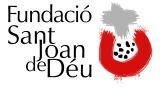 Fundació
Sant
Joan
de Déu